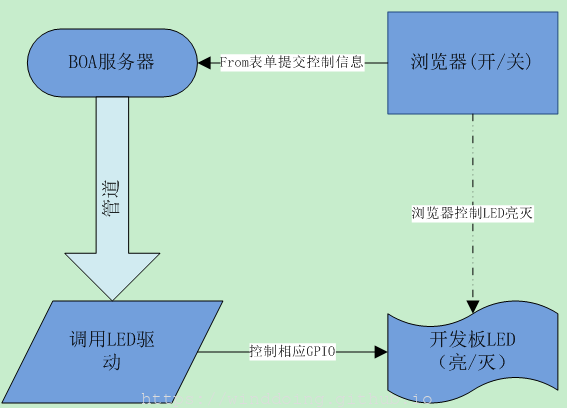 BOA服务器
From表单提交控制信息
浏览器(开/关)
管道
浏览器控制LED亮灭
调用LED驱
动
控制相应GPIO
开发板LED
（亮/灭）